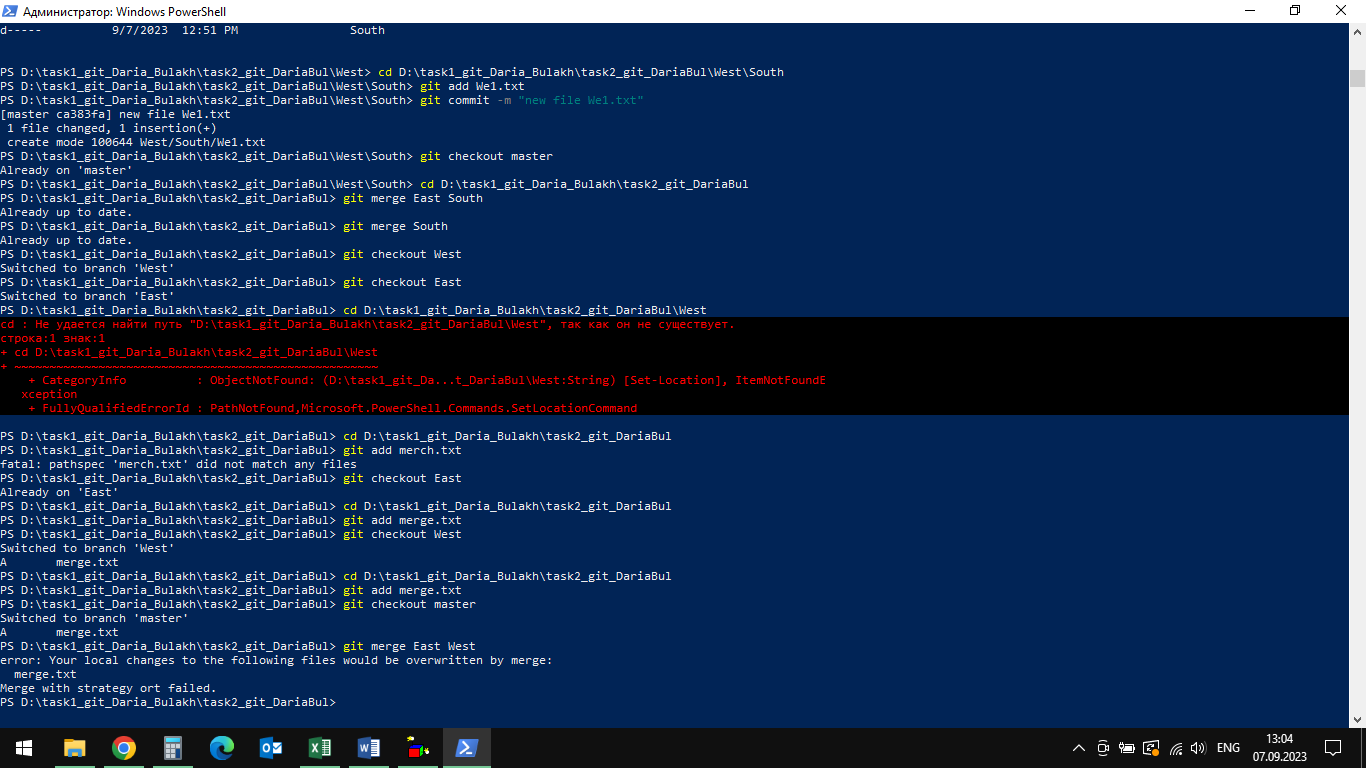 Администратор: Windows PowerShell
d----- 9/7/2023 12:51 PM South
PS D:\task1_git_Daria_Bulakh\task2_git_DariaBul\West> cd D:\task1_git_Daria_Bulakh\task2_git_DariaBul\West\South
PS D:\task1_git_Daria_Bulakh\task2_git_DariaBul\West\South> git add We1.txt
PS D:\task1_git_Daria_Bulakh\task2_git_DariaBul\West\South> git commit -m "new file We1.txt"
[master ca383fa] new file We1.txt
1 file changed, 1 insertion(+)
create mode 100644 West/South/We1.txt
PS D:\task1_git_Daria_Bulakh\task2_git_DariaBul\West\South> git checkout master
Already on 'master'
PS D:\task1_git_Daria_Bulakh\task2_git_DariaBul\West\South> cd D:\task1_git_Daria_Bulakh\task2_git_DariaBul
PS D:\task1_git_Daria_Bulakh\task2_git_DariaBul> git merge East South
Already up to date.
PS D:\task1_git_Daria_Bulakh\task2_git_DariaBul> git merge South
Already up to date.
PS D:\task1_git_Daria_Bulakh\task2_git_DariaBul> git checkout West
Switched to branch 'West'
PS D:\task1_git_Daria_Bulakh\task2_git_DariaBul> git checkout East
Switched to branch 'East'
PS D:\task1_git_Daria_Bulakh\task2_git_DariaBul> cd D:\task1_git_Daria_Bulakh\task2_git_DariaBul\West
cd : Не удается найти путь "D:\task1_git_Daria_Bulakh\task2_git_DariaBul\West", так как он не существует.
строка:1 знак:1
+ cd D:\task1_git_Daria_Bulakh\task2_git_DariaBul\West
+ ~~~~~~~~~~~~~~~~~~~~~~~~~~~~~~~~~~~~~~~~~~~~~~~~~~~~
+ CategoryInfo : ObjectNotFound: (D:\task1_git_Da...t_DariaBul\West:String) [Set-Location], ItemNotFoundE
xception
+ FullyQualifiedErrorId : PathNotFound,Microsoft.PowerShell.Commands.SetLocationCommand
PS D:\task1_git_Daria_Bulakh\task2_git_DariaBul> cd D:\task1_git_Daria_Bulakh\task2_git_DariaBul
PS D:\task1_git_Daria_Bulakh\task2_git_DariaBul> git add merch.txt
fatal: pathspec 'merch.txt' did not match any files
PS D:\task1_git_Daria_Bulakh\task2_git_DariaBul> git checkout East
Already on 'East'
PS D:\task1_git_Daria_Bulakh\task2_git_DariaBul> cd D:\task1_git_Daria_Bulakh\task2_git_DariaBul
PS D:\task1_git_Daria_Bulakh\task2_git_DariaBul> git add merge.txt
PS D:\task1_git_Daria_Bulakh\task2_git_DariaBul> git checkout West
Switched to branch 'West'
A merge.txt
PS D:\task1_git_Daria_Bulakh\task2_git_DariaBul> cd D:\task1_git_Daria_Bulakh\task2_git_DariaBul
PS D:\task1_git_Daria_Bulakh\task2_git_DariaBul> git add merge.txt
PS D:\task1_git_Daria_Bulakh\task2_git_DariaBul> git checkout master
Switched to branch 'master'
A merge.txt
PS D:\task1_git_Daria_Bulakh\task2_git_DariaBul> git merge East West
error: Your local changes to the following files would be overwritten by merge:
merge.txt
Merge with strategy ort failed.
PS D:\task1_git_Daria_Bulakh\task2_git_DariaBul>
ENG
13:04
07.09.2023